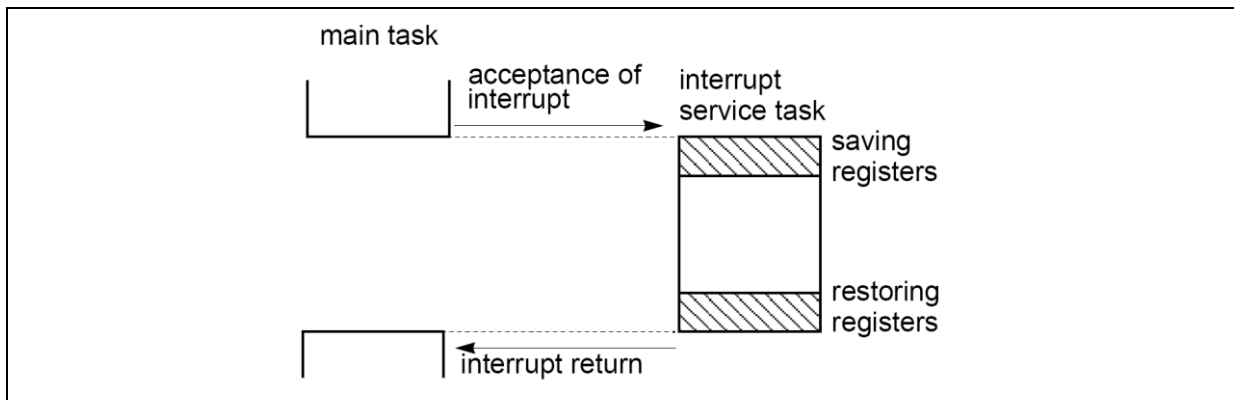 main task
acceptance of
interrupt
interrupt
service task
saving
registers
restoring
registers
interrupt return